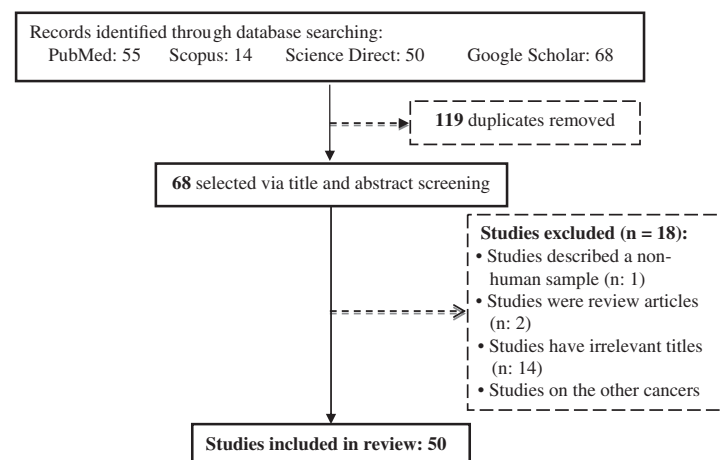 Records identified through database searching:
PubMed: 55 Scopus: 14 Science Direct: 50 Google Scholar: 68
119 duplicates removed
68 selected via title and abstract screening
Studies excluded (n = 18):
• Studies described a non-
human sample (n: 1)
• Studies were review articles
(n: 2)
• Studies have irrelevant titles
(n: 14)
• Studies on the other cancers
Studies included in review: 50